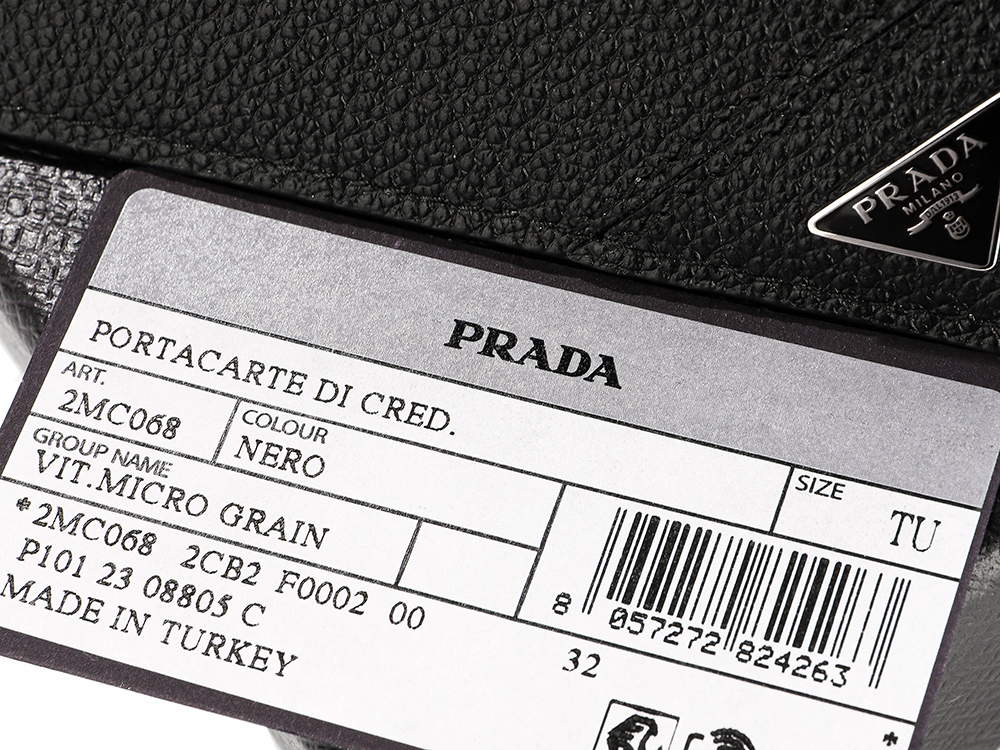 PRADA
MILANO
DAL 1913
PRADA
PORTACARTE DI CRED.
ART.
2MC068
COLOUR
NERO
SIZE
TU
GROUP NAME
VIT.MICRO GRAIN
*2MC068 2CB2 F0002 00
P101 23 08805 C
MADE IN TURKEY
8 057272 824263
32
*